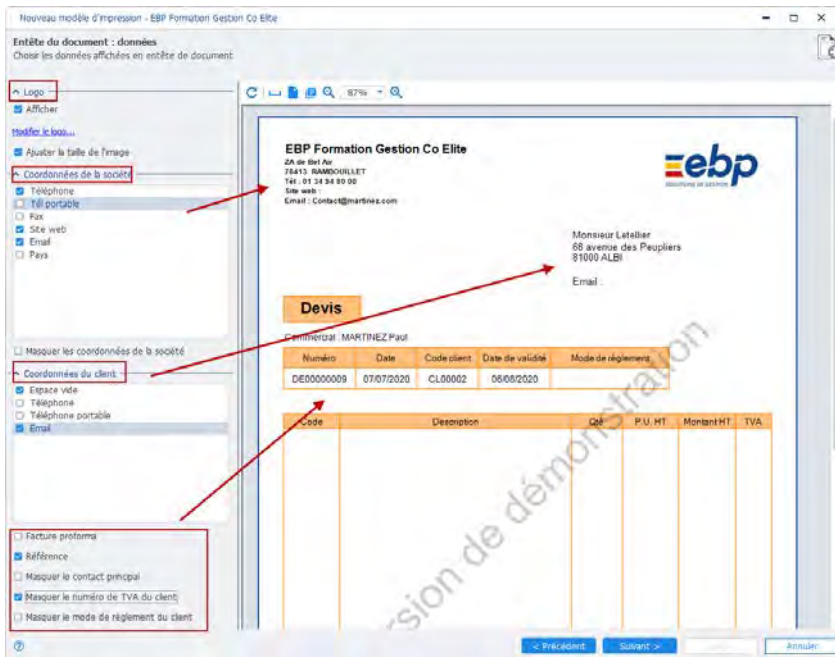 Nouveau modèle d'impression - EBP Formation Gestion Co Elite
Entête du document : données
Choisir les données affichées en entête de document
Logo
Afficher
Modifier le logo...
Ajuster la taille de l'image
Coordonnées de la société
Téléphone
Tél portable
Fax
Site web
Email
Pays
Masquer les coordonnées de la société
Coordonnées du client
Espace vide
Téléphone
Téléphone portable
Email
Facture proforma
Référence
Masquer le contact principal
Masquer le numéro de TVA du client
Masquer le mode de règlement du client
87%
EBP Formation Gestion Co Elite
ZA de Bel Air
78413 RAMBOUILLET
Tél : 01 34 94 80 00
Site web :
Email : Contact@martinez.com
ebp
Monsieur Letellier
68 avenue des Peupliers
81000 ALBI
Email :
Devis
Commercial : MARTINEZ Paul
Numéro Date Code client Date de validité Mode de règlement
DE00000009 07/07/2020 CL00002 06/08/2020
Code Description Qté P.U. HT Montant HT TVA
rsion de démonstration
< Précédent Suivant > Annuler